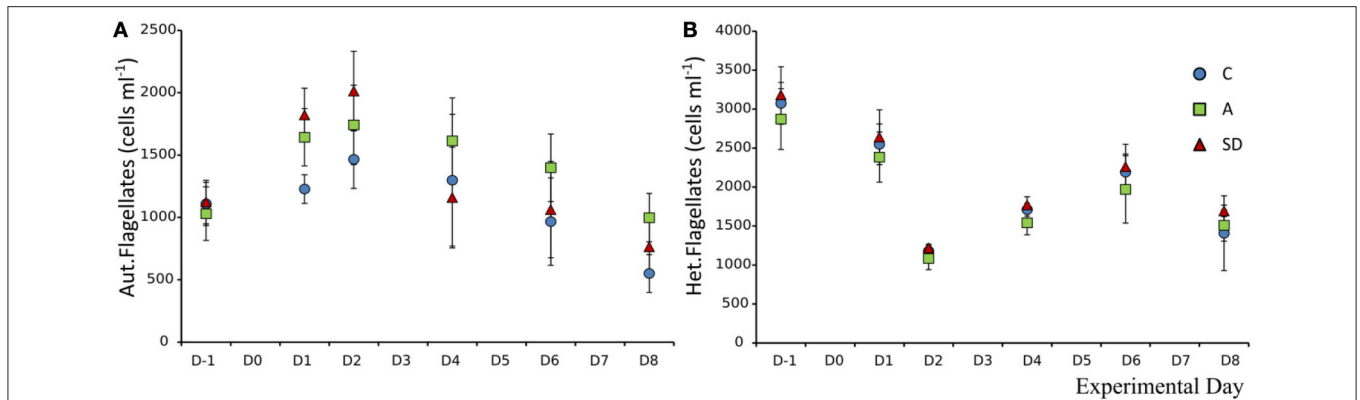 A
Aut.Flagellates (cells ml-1)
2500
2000
1500
1000
500
0
D-1 D0 D1 D2 D3 D4 D5 D6 D7 D8
B
Het.Flagellates (cells ml-1)
4000
3500
3000
2500
2000
1500
1000
500
0
D-1 D0 D1 D2 D3 D4 D5 D6 D7 D8
C
A
SD
Experimental Day